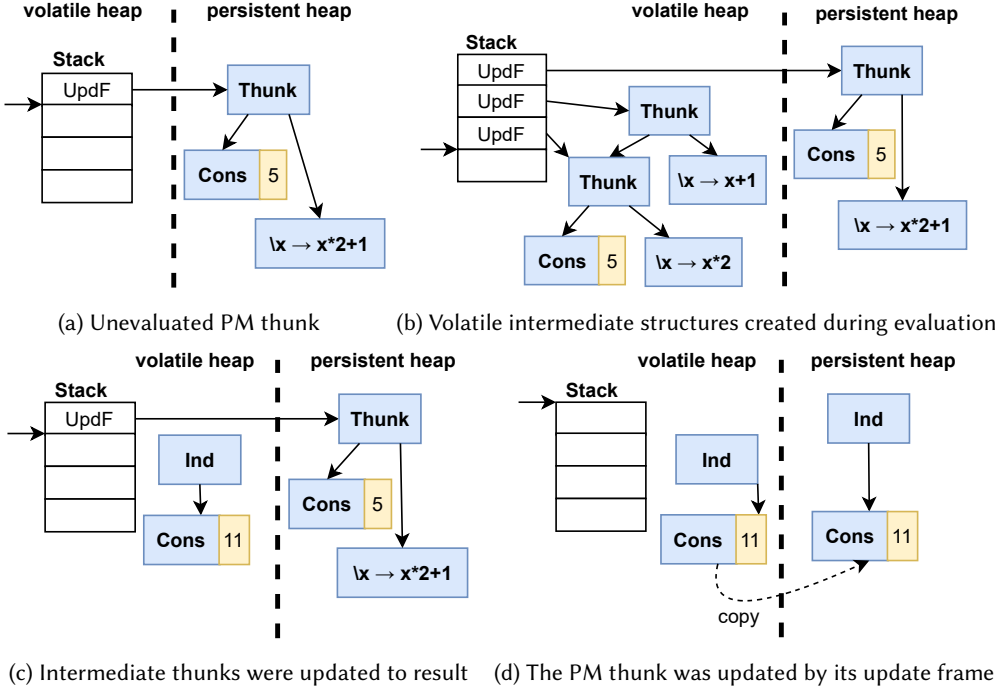 volatile heap
persistent heap
Stack
UpdF
Thunk
Cons
5
\x → x*2+1
(a) Unevaluated PM thunk
volatile heap
persistent heap
Stack
UpdF
UpdF
UpdF
Thunk
Thunk
\x → x+1
Cons
5
\x → x*2
Thunk
Cons
5
\x → x*2+1
(b) Volatile intermediate structures created during evaluation
volatile heap
persistent heap
Stack
UpdF
Ind
Cons
11
Thunk
Cons
5
\x → x*2+1
(c) Intermediate thunks were updated to result
volatile heap
persistent heap
Stack
Ind
Cons
11
Ind
Cons
11
copy
(d) The PM thunk was updated by its update frame